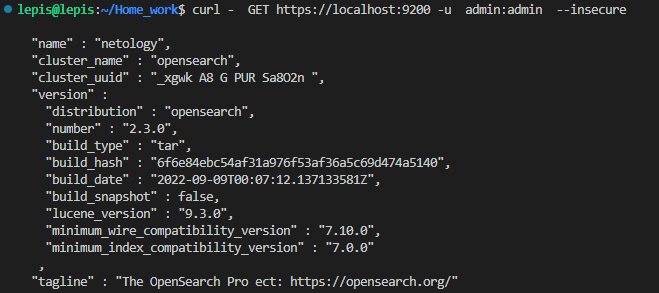 lepis@lepis:~/Home_work$ curl -  GET https://localhost:9200 -u  admin:admin  --insecure
"name" : "netology",
"cluster_name" : "opensearch",
"cluster_uuid" : "_xgwk A8 G PUR Sa8O2n ",
"version" :
"distribution" : "opensearch",
"number" : "2.3.0",
"build_type" : "tar",
"build_hash" : "6f6e84ebc54af31a976f53af36a5c69d474a5140",
"build_date" : "2022-09-09T00:07:12.137133581Z",
"build_snapshot" : false,
"lucene_version" : "9.3.0",
"minimum_wire_compatibility_version" : "7.10.0",
"minimum_index_compatibility_version" : "7.0.0"
,
"tagline" : "The OpenSearch Pro ect: https://opensearch.org/"